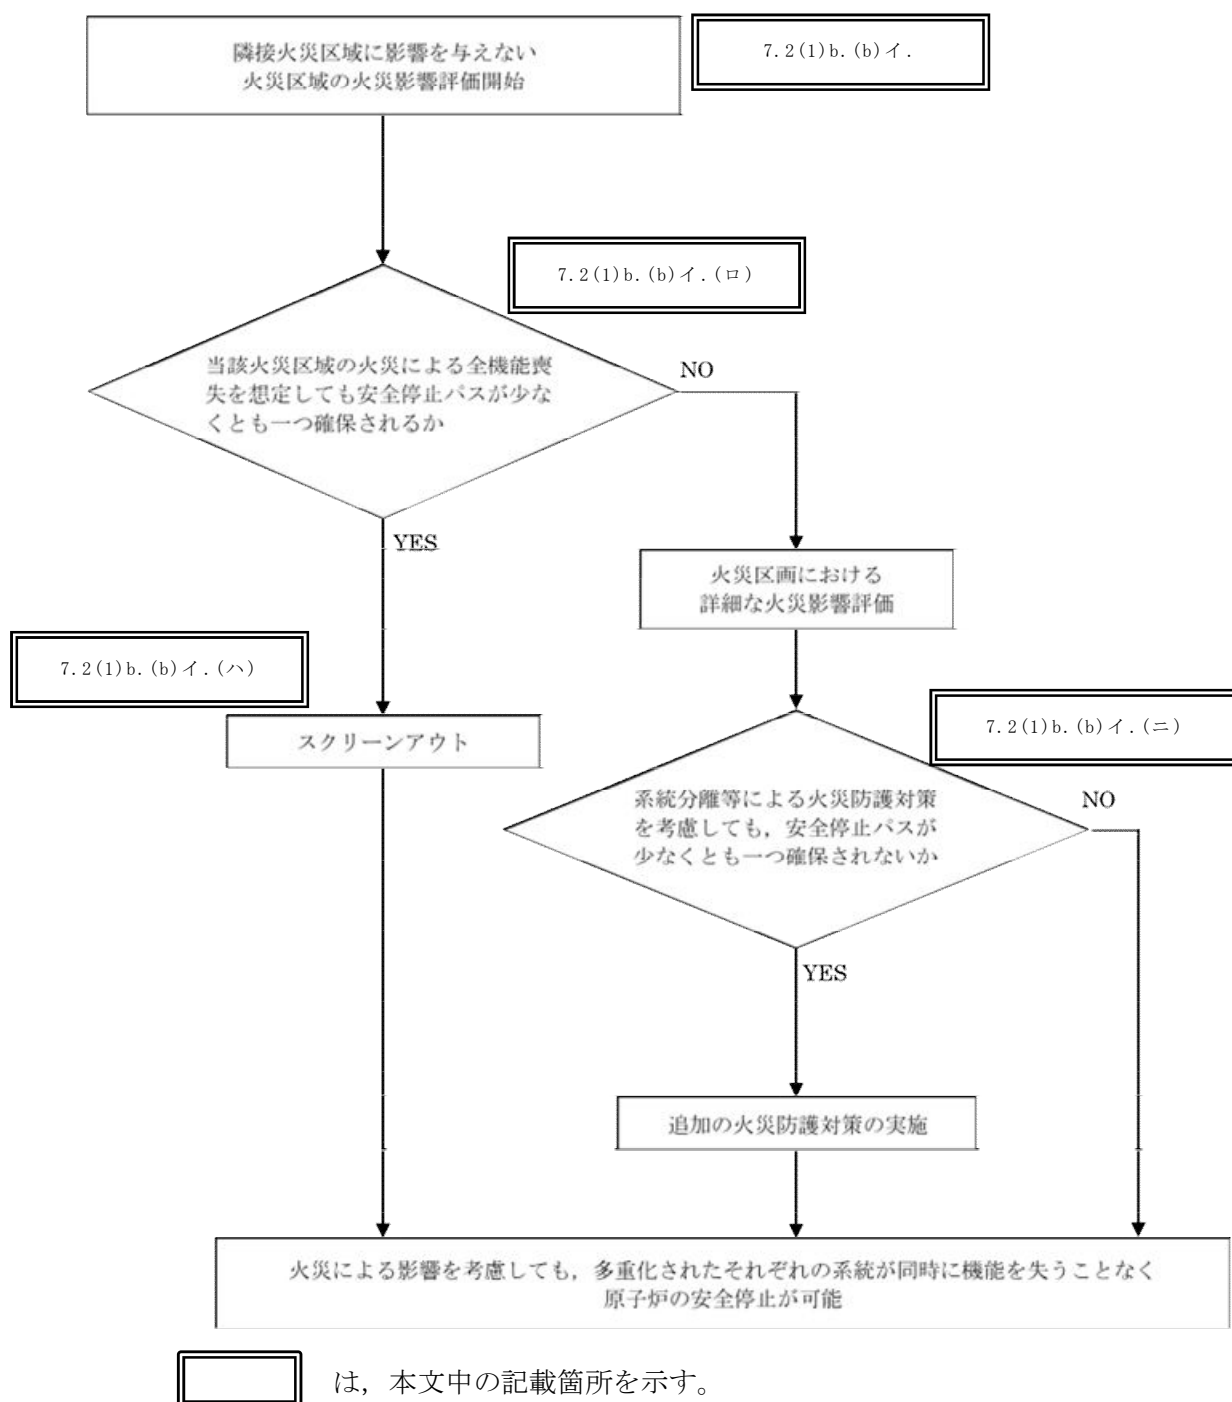 隣接火災区域に影響を与えない
火災区域の火災影響評価開始
7.2(1)b.(b)イ.
7.2(1)b.(b)イ.(ロ)
当該火災区域の火災による全機能喪
失を想定しても安全停止パスが少な
くとも一つ確保されるか
NO
YES
火災区画における
詳細な火災影響評価
7.2(1)b.(b)イ.(ハ)
スクリーンアウト
7.2(1)b.(b)イ.(ニ)
系統分離等による火災防護対策
を考慮しても，安全停止パスが
少なくとも一つ確保されないか
NO
YES
追加の火災防護対策の実施
火災による影響を考慮しても，多重化されたそれぞれの系統が同時に機能を失うことなく
原子炉の安全停止が可能
は，本文中の記載箇所を示す。